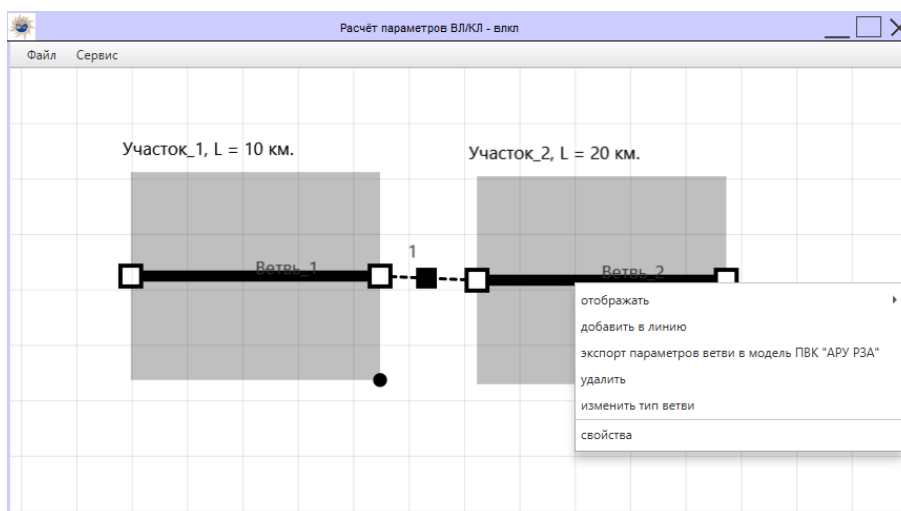 Расчёт параметров ВЛ/КЛ - влкл
Файл Сервис
Участок_1, L = 10 км.
Участок_2, L = 20 км.
1
Ветвь_1
Ветвь_2
отображать
добавить в линию
экспорт параметров ветви в модель ПВК "АРУ РЗА"
удалить
изменить тип ветви
свойства